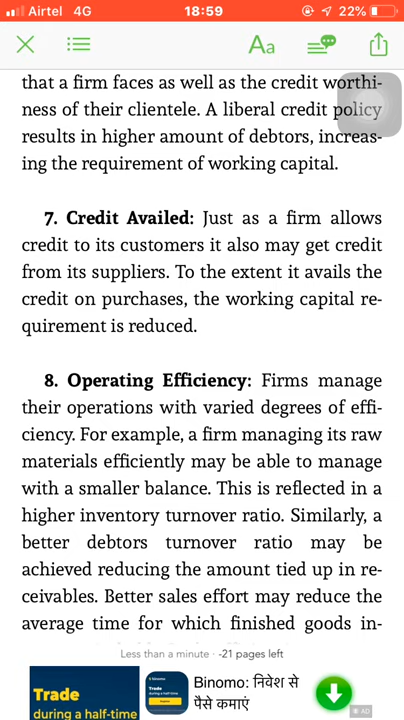 Airtel 4G 18:59 22%
Aa
that a firm faces as well as the credit worthi-
ness of their clientele. A liberal credit policy
results in higher amount of debtors, increas-
ing the requirement of working capital.
7. Credit Availed: Just as a firm allows
credit to its customers it also may get credit
from its suppliers. To the extent it avails the
credit on purchases, the working capital re-
quirement is reduced.
8. Operating Efficiency: Firms manage
their operations with varied degrees of effi-
ciency. For example, a firm managing its raw
materials efficiently may be able to manage
with a smaller balance. This is reflected in a
higher inventory turnover ratio. Similarly, a
better debtors turnover ratio may be
achieved reducing the amount tied up in re-
ceivables. Better sales effort may reduce the
average time for which finished goods in-
Less than a minute · -21 pages left
Trade
during a half-time
Trade
Binomo: निवेश से
पैसे कमाएं
AD